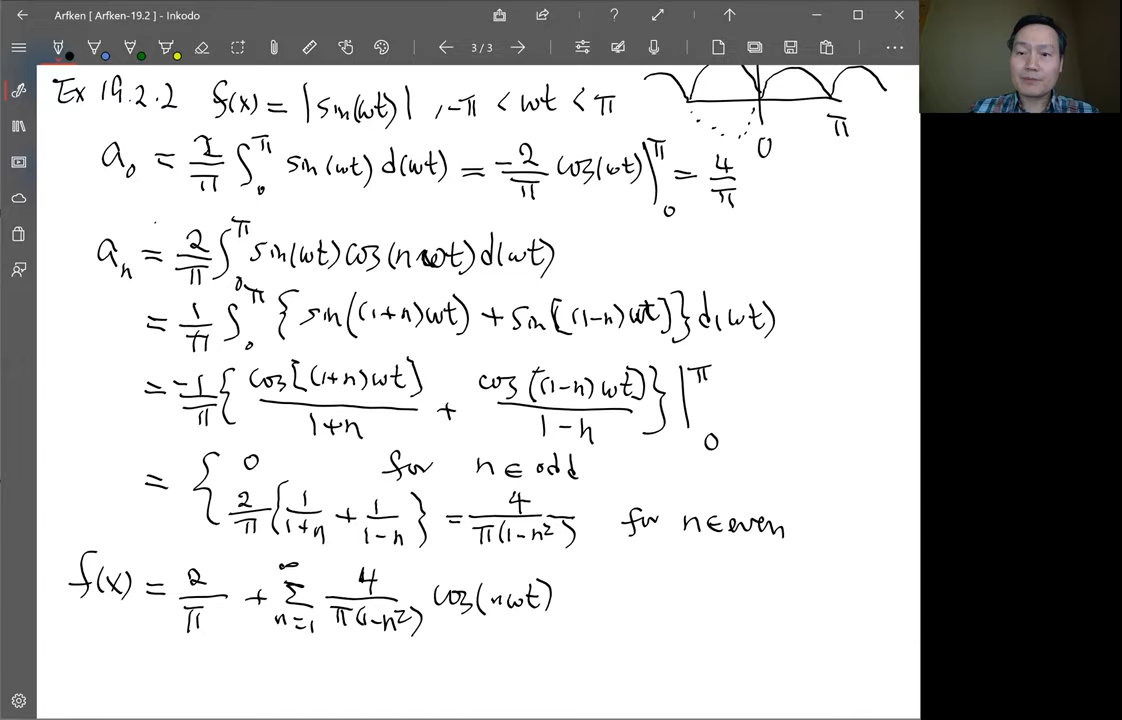 Arfken [ Arfken-19.2 ] - Inkodo
3 / 3
Ex 19.2.2 f(x) = |sin(ωt)| , -π < ωt < π
0 π
a₀ = 2/π ∫₀^π sin(ωt) d(ωt) = -2/π cos(ωt) |₀^π = 4/π
aₙ = 2/π ∫₀^π sin(ωt) cos(nωt) d(ωt)
= 1/π ∫₀^π { sin((1+n)ωt) + sin[(1-n)ωt] } d(ωt)
= -1/π { cos[(1+n)ωt]/(1+n) + cos((1-n)ωt)/(1-n) } |₀^π
= { 0 for n ∈ odd
2/π { 1/(1+n) + 1/(1-n) } = 4/(π(1-n²)) for n ∈ even
f(x) = 2/π + Σ_{n=1}^∞ 4/(π(1-n²)) cos(nωt)